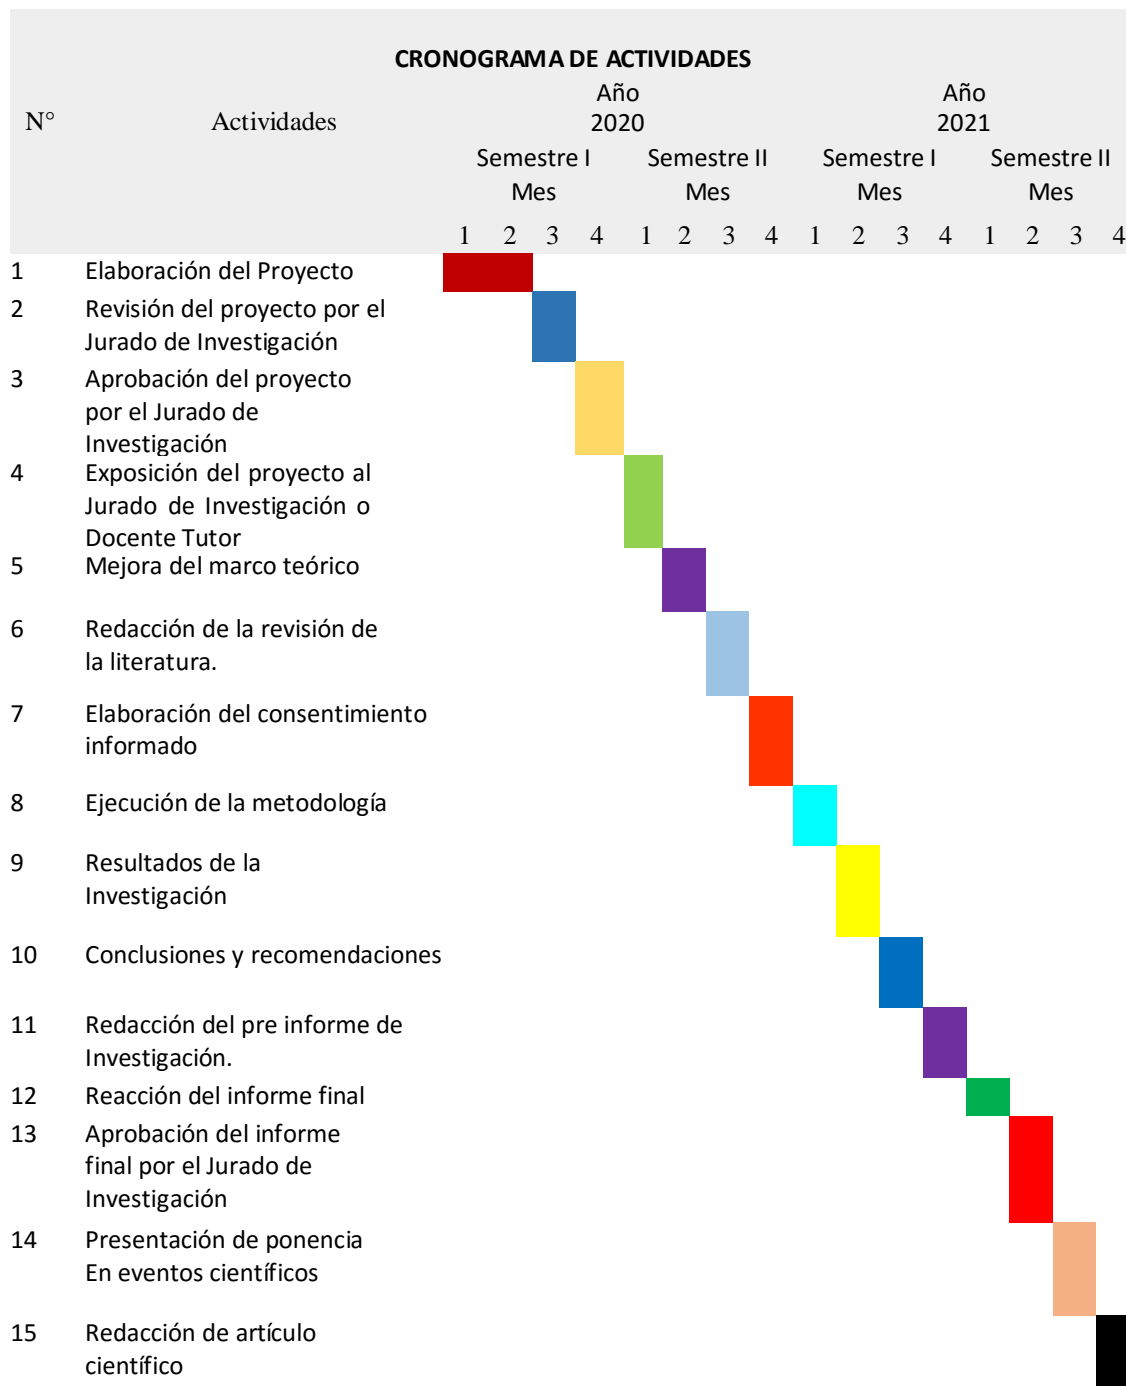 CRONOGRAMA DE ACTIVIDADES
N° Actividades Año 2020 Año 2021
Semestre I Semestre II Semestre I Semestre II
Mes Mes Mes Mes
1 2 3 4 1 2 3 4 1 2 3 4 1 2 3 4
1 Elaboración del Proyecto
2 Revisión del proyecto por el
Jurado de Investigación
3 Aprobación del proyecto
por el Jurado de
Investigación
4 Exposición del proyecto al
Jurado de Investigación o
Docente Tutor
5 Mejora del marco teórico
6 Redacción de la revisión de
la literatura.
7 Elaboración del consentimiento
informado
8 Ejecución de la metodología
9 Resultados de la
Investigación
10 Conclusiones y recomendaciones
11 Redacción del pre informe de
Investigación.
12 Reacción del informe final
13 Aprobación del informe
final por el Jurado de
Investigación
14 Presentación de ponencia
En eventos científicos
15 Redacción de artículo
científico